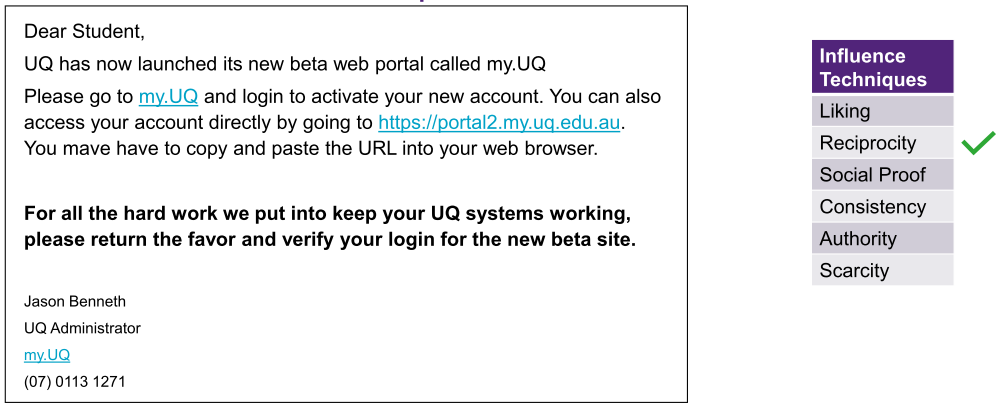 Dear Student,
UQ has now launched its new beta web portal called my.UQ
Please go to my.UQ and login to activate your new account. You can also
access your account directly by going to https://portal2.my.uq.edu.au.
You mave have to copy and paste the URL into your web browser.
For all the hard work we put into keep your UQ systems working,
please return the favor and verify your login for the new beta site.
Jason Benneth
UQ Administrator
my.UQ
(07) 0113 1271
Influence
Techniques
Liking
Reciprocity
Social Proof
Consistency
Authority
Scarcity